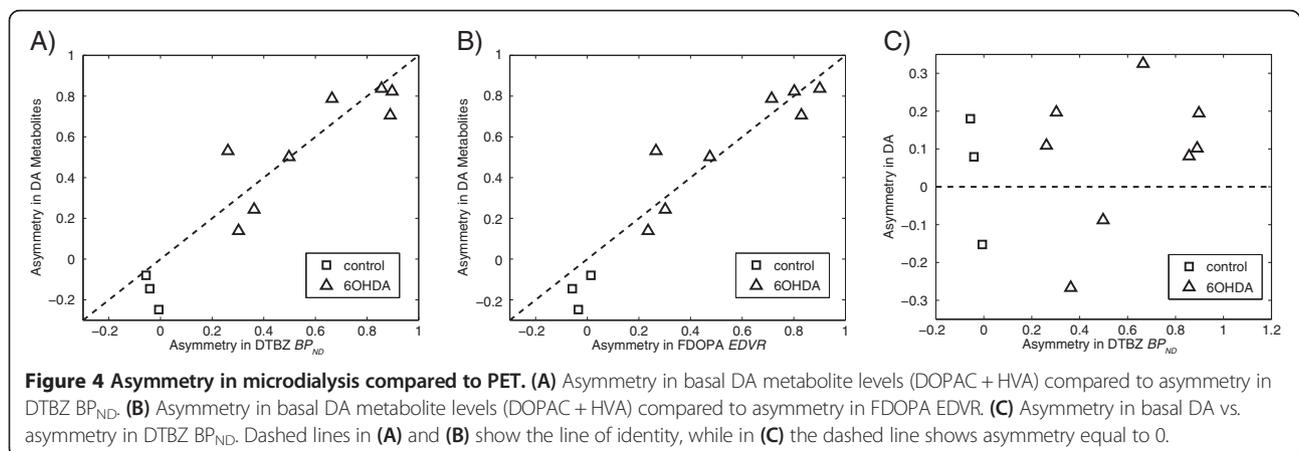 A)
1
0.8
0.6
0.4
0.2
0
−0.2
Asymmetry in DA Metabolites
−0.2 0 0.2 0.4 0.6 0.8 1
Asymmetry in DTBZ BP_ND
control
6OHDA
B)
1
0.8
0.6
0.4
0.2
0
−0.2
Asymmetry in DA Metabolites
−0.2 0 0.2 0.4 0.6 0.8 1
Asymmetry in FDOPA EDVR
control
6OHDA
C)
0.3
0.2
0.1
0
−0.1
−0.2
−0.3
Asymmetry in DA
−0.2 0 0.2 0.4 0.6 0.8 1 1.2
Asymmetry in DTBZ BP_ND
control
6OHDA
Figure 4 Asymmetry in microdialysis compared to PET. (A) Asymmetry in basal DA metabolite levels (DOPAC + HVA) compared to asymmetry in
DTBZ BP_ND. (B) Asymmetry in basal DA metabolite levels (DOPAC + HVA) compared to asymmetry in FDOPA EDVR. (C) Asymmetry in basal DA vs.
asymmetry in DTBZ BP_ND. Dashed lines in (A) and (B) show the line of identity, while in (C) the dashed line shows asymmetry equal to 0.